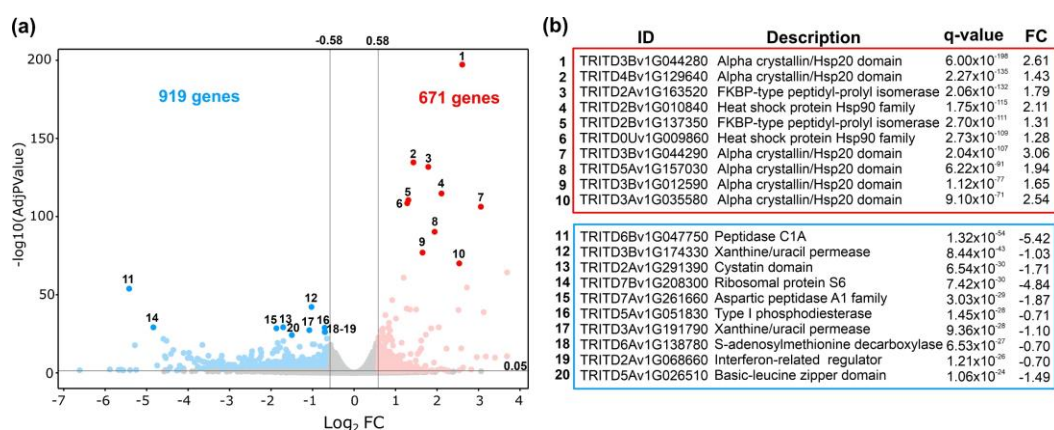 (a)
-0.58 0.58
200
150
100
50
0
-log10(AdjPValue)
919 genes
671 genes
1
2
3
4
5
6
7
8
9
10
11
12
13
14
15
16
17
18-19
20
0.05
-7 -6 -5 -4 -3 -2 -1 0 1 2 3 4
Log2 FC
(b)
ID Description q-value FC
1 TRITD3Bv1G044280 Alpha crystallin/Hsp20 domain 6.00x10-198 2.61
2 TRITD4Bv1G129640 Alpha crystallin/Hsp20 domain 2.27x10-135 1.43
3 TRITD2Av1G163520 FKBP-type peptidyl-prolyl isomerase 2.06x10-132 1.79
4 TRITD2Bv1G010840 Heat shock protein Hsp90 family 1.75x10-115 2.11
5 TRITD2Bv1G137350 FKBP-type peptidyl-prolyl isomerase 2.70x10-111 1.31
6 TRITD0Uv1G009860 Heat shock protein Hsp90 family 2.73x10-109 1.28
7 TRITD3Bv1G044290 Alpha crystallin/Hsp20 domain 2.04x10-107 3.06
8 TRITD5Av1G157030 Alpha crystallin/Hsp20 domain 6.22x10-91 1.94
9 TRITD3Bv1G012590 Alpha crystallin/Hsp20 domain 1.12x10-77 1.65
10 TRITD3Av1G035580 Alpha crystallin/Hsp20 domain 9.10x10-71 2.54
11 TRITD6Bv1G047750 Peptidase C1A 1.32x10-54 -5.42
12 TRITD3Bv1G174330 Xanthine/uracil permease 8.44x10-43 -1.03
13 TRITD2Av1G291390 Cystatin domain 6.54x10-30 -1.71
14 TRITD7Bv1G208300 Ribosomal protein S6 7.42x10-30 -4.84
15 TRITD7Av1G261660 Aspartic peptidase A1 family 3.03x10-29 -1.87
16 TRITD5Av1G051830 Type I phosphodiesterase 1.45x10-28 -0.71
17 TRITD3Av1G191790 Xanthine/uracil permease 9.36x10-28 -1.10
18 TRITD6Av1G138780 S-adenosylmethionine decarboxylase 6.53x10-27 -0.70
19 TRITD2Av1G068660 Interferon-related regulator 1.21x10-26 -0.70
20 TRITD5Av1G026510 Basic-leucine zipper domain 1.06x10-24 -1.49